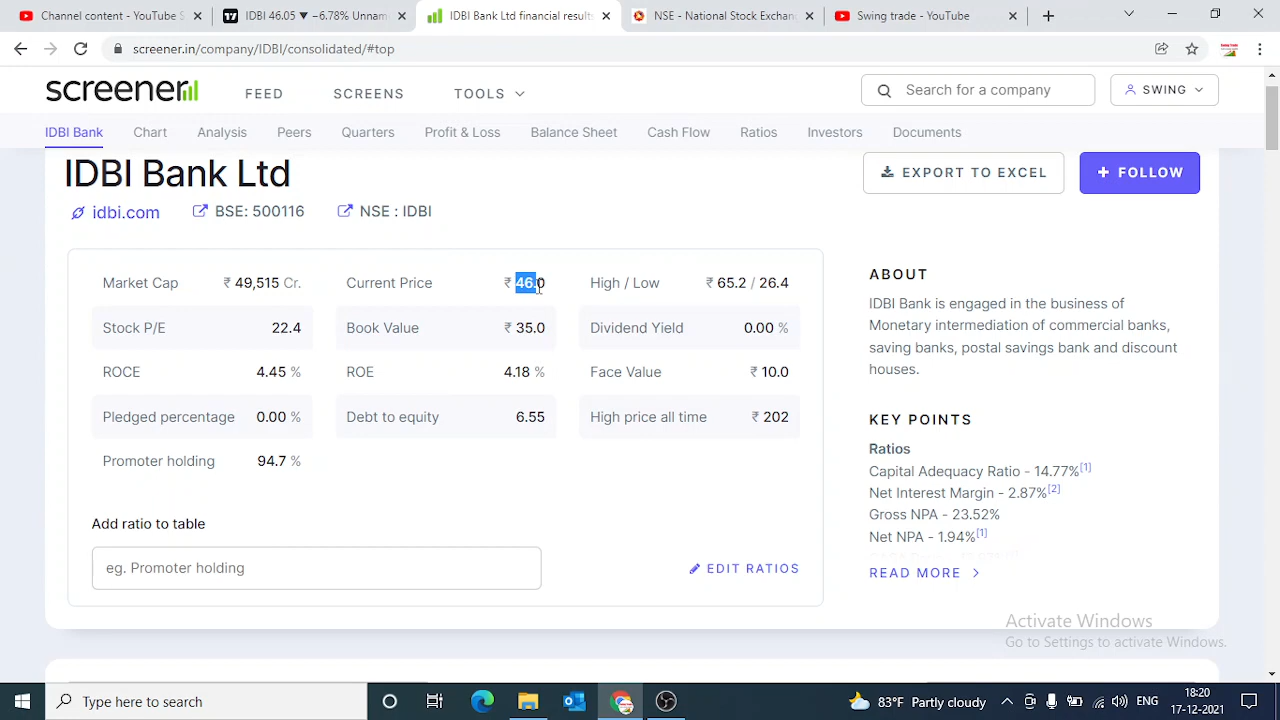 Channel content - YouTube S
IDBI 46.05 ▼ −6.78% Unnam
IDBI Bank Ltd financial results
NSE - National Stock Exchan
Swing trade - YouTube
screener.in/company/IDBI/consolidated/#top
screener
FEED
SCREENS
TOOLS
Search for a company
SWING
IDBI Bank
Chart
Analysis
Peers
Quarters
Profit & Loss
Balance Sheet
Cash Flow
Ratios
Investors
Documents
IDBI Bank Ltd
EXPORT TO EXCEL
+ FOLLOW
idbi.com
BSE: 500116
NSE : IDBI
Market Cap ₹ 49,515 Cr.
Current Price ₹ 46.0
High / Low ₹ 65.2 / 26.4
Stock P/E 22.4
Book Value ₹ 35.0
Dividend Yield 0.00 %
ROCE 4.45 %
ROE 4.18 %
Face Value ₹ 10.0
Pledged percentage 0.00 %
Debt to equity 6.55
High price all time ₹ 202
Promoter holding 94.7 %
Add ratio to table
eg. Promoter holding
EDIT RATIOS
ABOUT
IDBI Bank is engaged in the business of
Monetary intermediation of commercial banks,
saving banks, postal savings bank and discount
houses.
KEY POINTS
Ratios
Capital Adequacy Ratio - 14.77%[1]
Net Interest Margin - 2.87%[2]
Gross NPA - 23.52%
Net NPA - 1.94%[1]
READ MORE
Activate Windows
Go to Settings to activate Windows.
Type here to search
83°F Partly cloudy
ENG
18:20
17-12-2021